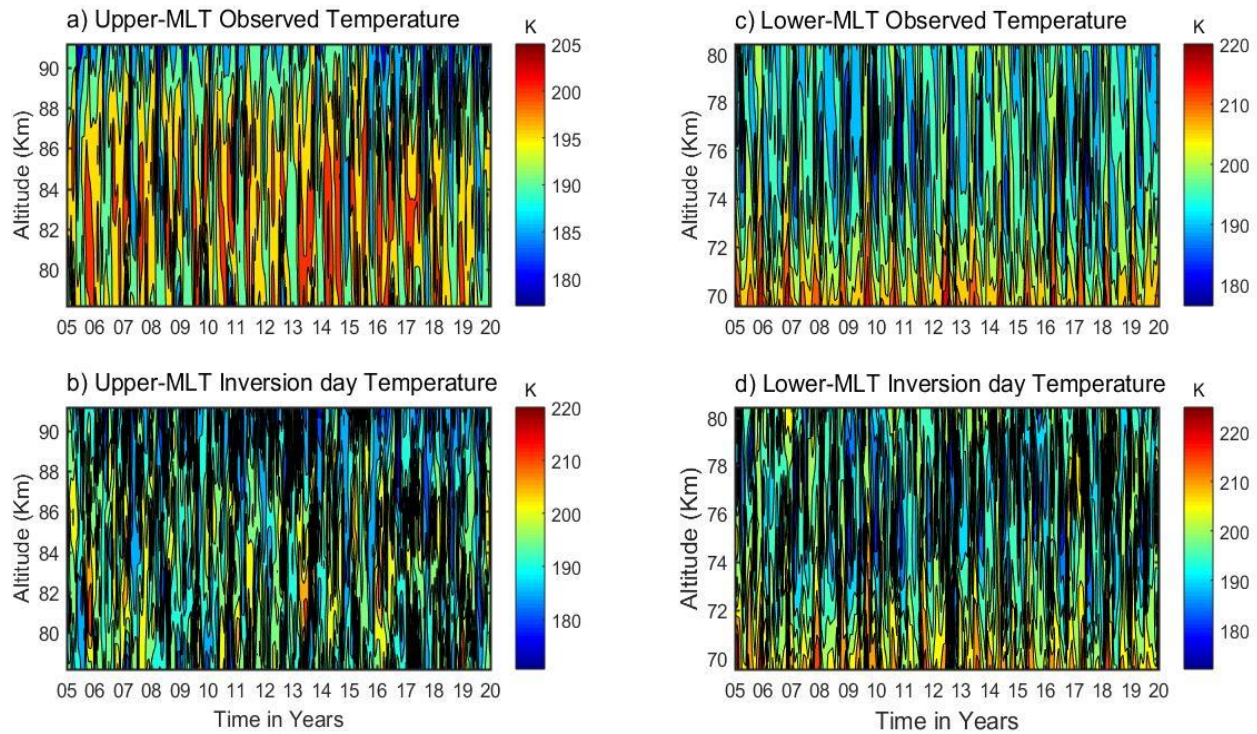 a) Upper-MLT Observed Temperature
K
205
200
195
190
185
180
90
88
86
84
82
80
Altitude (Km)
05 06 07 08 09 10 11 12 13 14 15 16 17 18 19 20
c) Lower-MLT Observed Temperature
K
220
210
200
190
180
80
78
76
74
72
70
Altitude (Km)
05 06 07 08 09 10 11 12 13 14 15 16 17 18 19 20
b) Upper-MLT Inversion day Temperature
K
220
210
200
190
180
90
88
86
84
82
80
Altitude (Km)
05 06 07 08 09 10 11 12 13 14 15 16 17 18 19 20
Time in Years
d) Lower-MLT Inversion day Temperature
K
220
210
200
190
180
80
78
76
74
72
70
Altitude (Km)
05 06 07 08 09 10 11 12 13 14 15 16 17 18 19 20
Time in Years